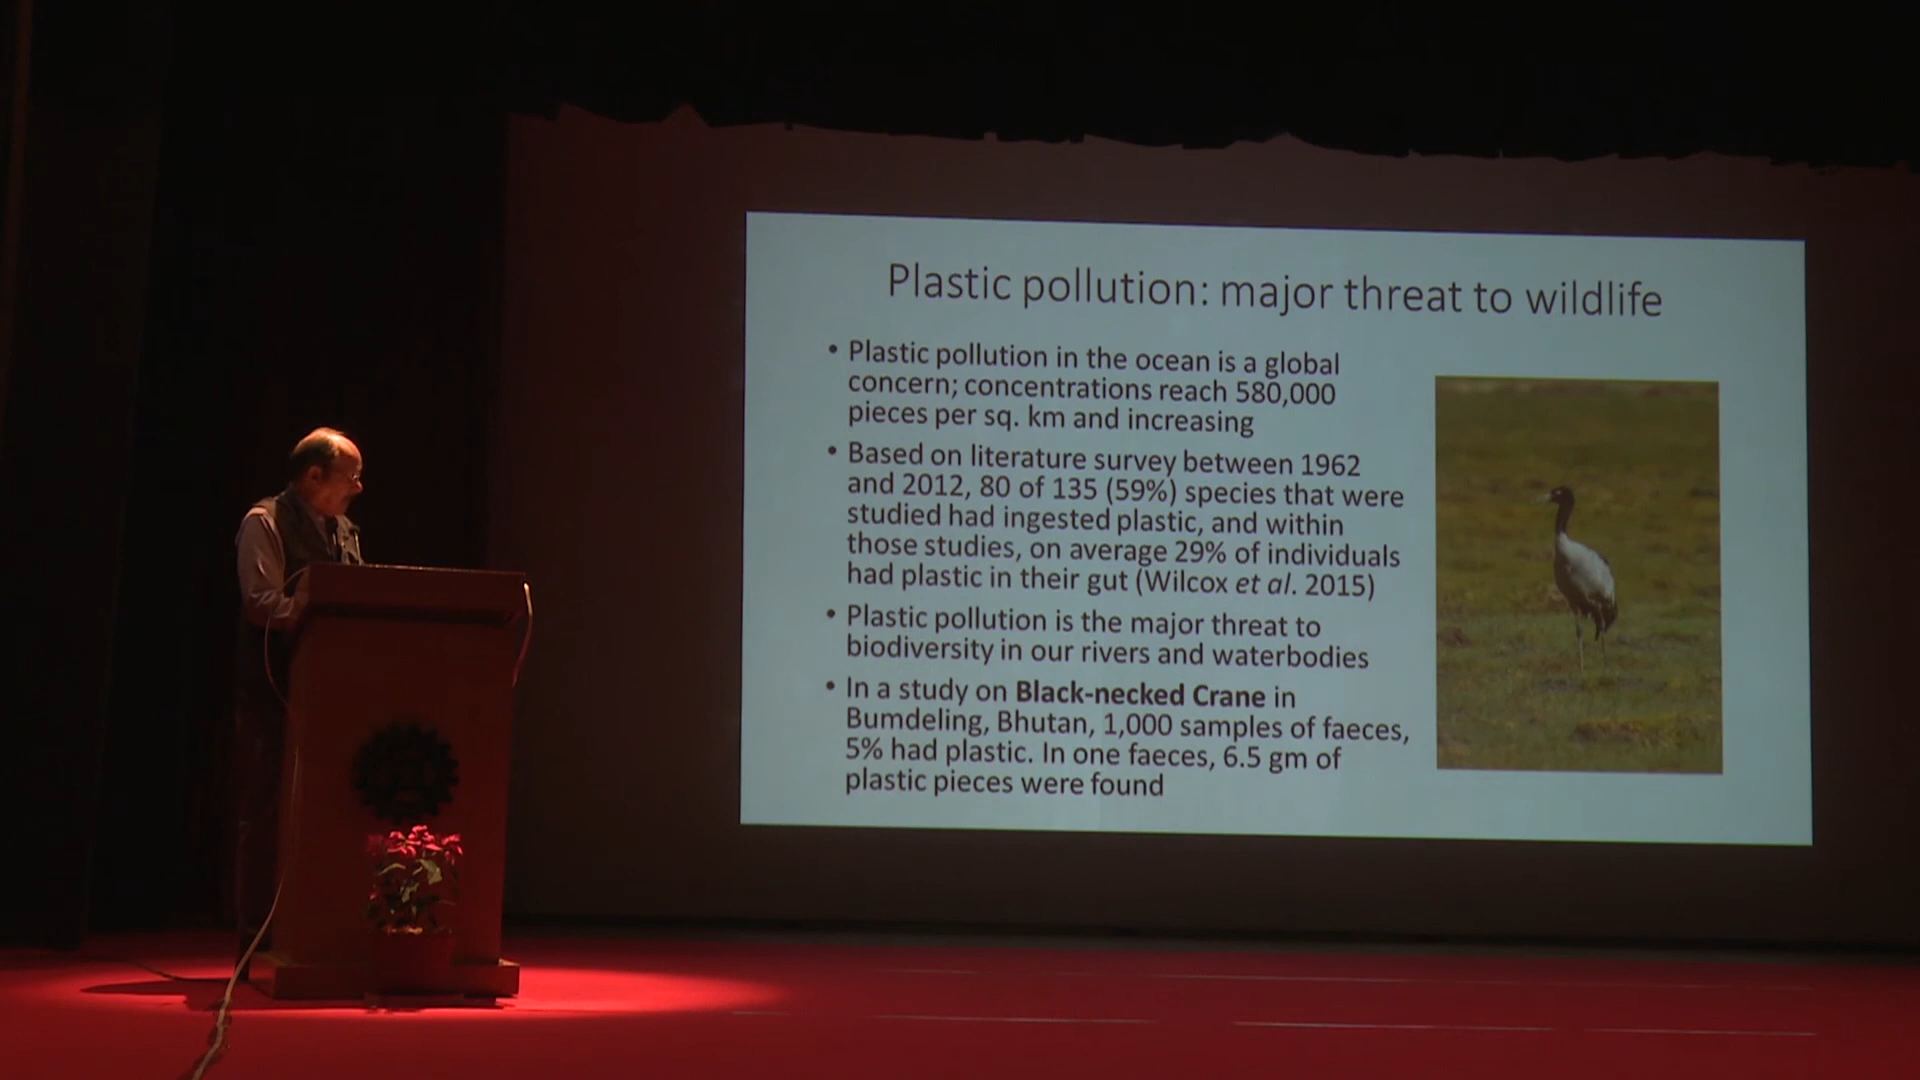 Plastic pollution: major threat to wildlife
• Plastic pollution in the ocean is a global
concern; concentrations reach 580,000
pieces per sq. km and increasing
• Based on literature survey between 1962
and 2012, 80 of 135 (59%) species that were
studied had ingested plastic, and within
those studies, on average 29% of individuals
had plastic in their gut (Wilcox et al. 2015)
• Plastic pollution is the major threat to
biodiversity in our rivers and waterbodies
• In a study on Black-necked Crane in
Bumdeling, Bhutan, 1,000 samples of faeces,
5% had plastic. In one faeces, 6.5 gm of
plastic pieces were found